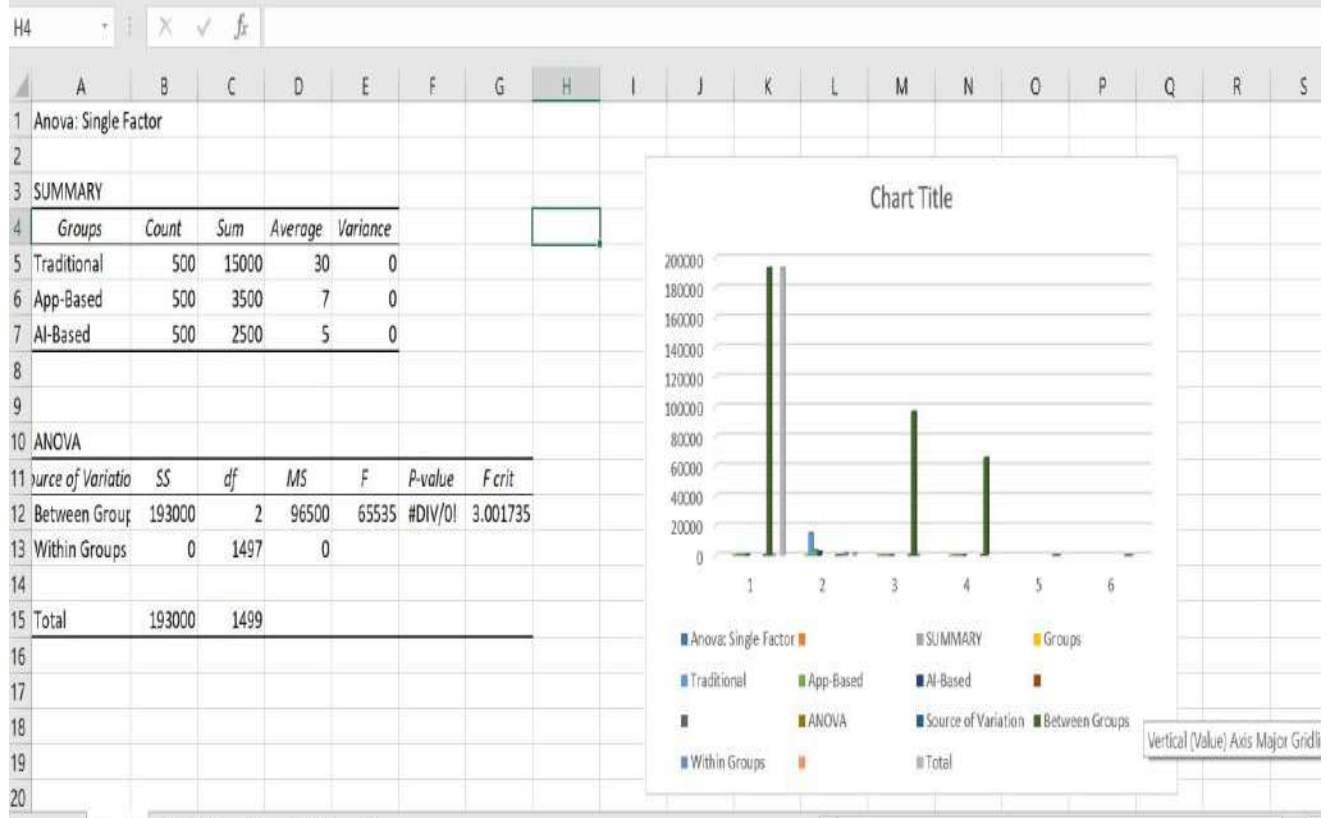 H4 fx
A B C D E F G H I J K L M N O P Q R S
1 Anova: Single Factor
2
3 SUMMARY
4 Groups Count Sum Average Variance
5 Traditional 500 15000 30 0
6 App-Based 500 3500 7 0
7 AI-Based 500 2500 5 0
8
9
10 ANOVA
11 ource of Variatio SS df MS F P-value F crit
12 Between Group 193000 2 96500 65535 #DIV/0! 3.001735
13 Within Groups 0 1497 0
14
15 Total 193000 1499
16
17
18
19
20
Chart Title
200000
180000
160000
140000
120000
100000
80000
60000
40000
20000
0
1 2 3 4 5 6
Anova: Single Factor SUMMARY Groups
Traditional App-Based AI-Based
ANOVA Source of Variation Between Groups
Within Groups Total
Vertical (Value) Axis Major Gridli